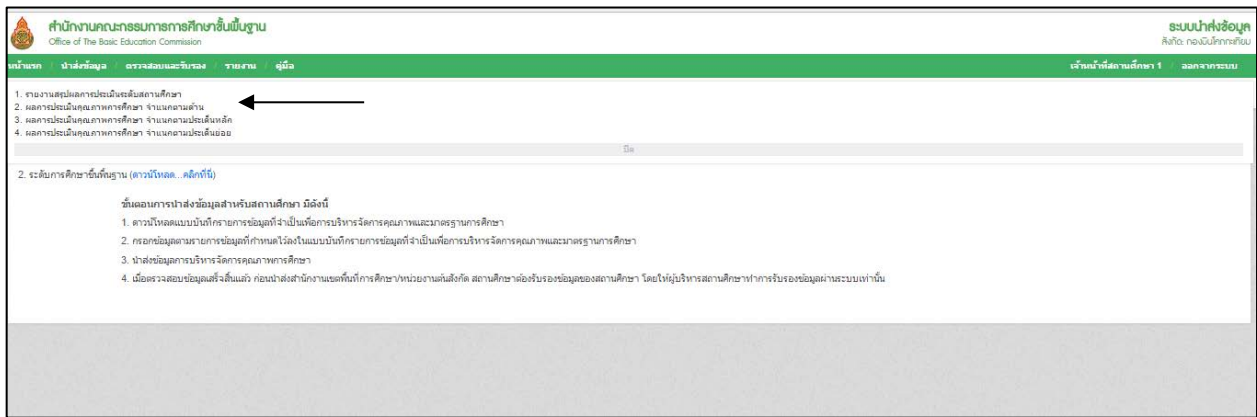 สำนักงานคณะกรรมการการศึกษาขั้นพื้นฐาน
Office of The Basic Education Commission
ระบบนำส่งข้อมูล
สังกัด: กองบินโคกกะเทียม
หน้าแรก / นำส่งข้อมูล / ตรวจสอบและรับรอง / รายงาน / คู่มือ
เจ้าหน้าที่สถานศึกษา 1 / ออกจากระบบ
1. รายงานสรุปผลการประเมินระดับสถานศึกษา
2. ผลการประเมินคุณภาพการศึกษา จำแนกตามด้าน
3. ผลการประเมินคุณภาพการศึกษา จำแนกตามประเด็นหลัก
4. ผลการประเมินคุณภาพการศึกษา จำแนกตามประเด็นย่อย
ปิด
2. ระดับการศึกษาขั้นพื้นฐาน (ดาวน์โหลด...คลิกที่นี่)
ขั้นตอนการนำส่งข้อมูลสำหรับสถานศึกษา มีดังนี้
1. ดาวน์โหลดแบบบันทึกรายการข้อมูลที่จำเป็นเพื่อการบริหารจัดการคุณภาพและมาตรฐานการศึกษา
2. กรอกข้อมูลตามรายการข้อมูลที่กำหนดไว้ลงในแบบบันทึกรายการข้อมูลที่จำเป็นเพื่อการบริหารจัดการคุณภาพและมาตรฐานการศึกษา
3. นำส่งข้อมูลการบริหารจัดการคุณภาพการศึกษา
4. เมื่อตรวจสอบข้อมูลเสร็จสิ้นแล้ว ก่อนนำส่งสำนักงานเขตพื้นที่การศึกษา/หน่วยงานต้นสังกัด สถานศึกษาต้องรับรองข้อมูลของสถานศึกษา โดยให้ผู้บริหารสถานศึกษาทำการรับรองข้อมูลผ่านระบบเท่านั้น